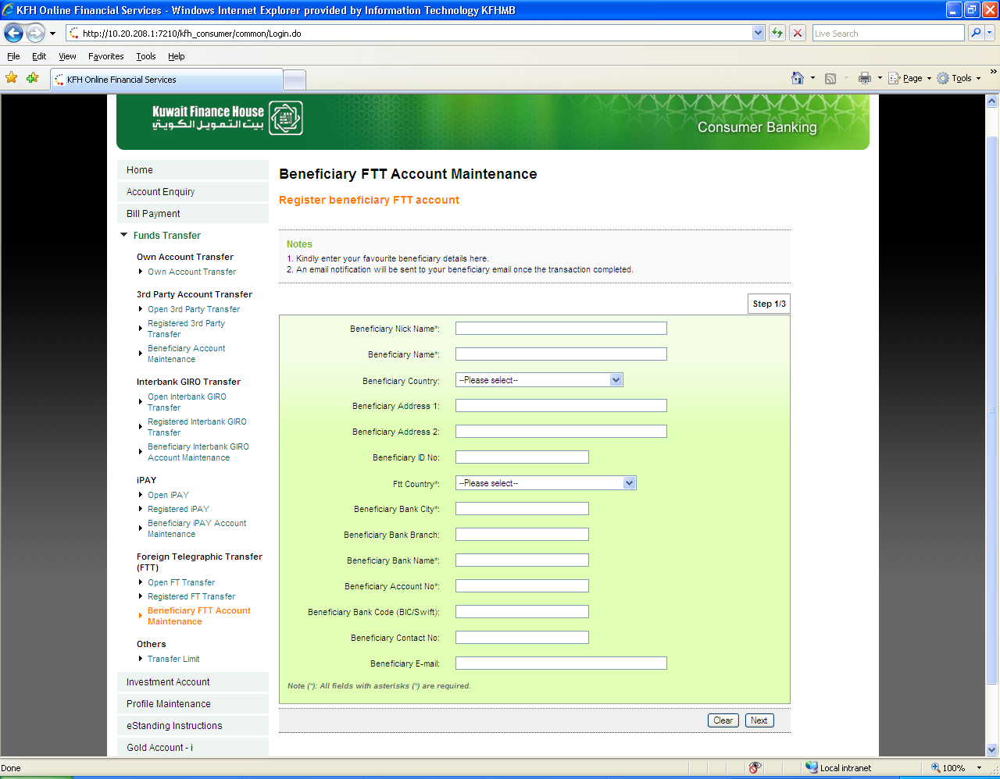 KFH Online Financial Services - Windows Internet Explorer provided by Information Technology KFHMB
http://10.20.208.1:7210/kfh_consumer/common/Login.do
Live Search
File Edit View Favorites Tools Help
KFH Online Financial Services
Page Tools
Kuwait Finance House
بيت التمويل الكويتي
Consumer Banking
Home
Account Enquiry
Bill Payment
Funds Transfer
Own Account Transfer
Own Account Transfer
3rd Party Account Transfer
Open 3rd Party Transfer
Registered 3rd Party
Transfer
Beneficiary Account
Maintenance
Interbank GIRO Transfer
Open Interbank GIRO
Transfer
Registered Interbank GIRO
Transfer
Beneficiary Interbank GIRO
Account Maintenance
iPAY
Open iPAY
Registered iPAY
Beneficiary iPAY Account
Maintenance
Foreign Telegraphic Transfer
(FTT)
Open FT Transfer
Registered FT Transfer
Beneficiary FTT Account
Maintenance
Others
Transfer Limit
Investment Account
Profile Maintenance
eStanding Instructions
Gold Account - i
Beneficiary FTT Account Maintenance
Register beneficiary FTT account
Notes
1. Kindly enter your favourite beneficiary details here.
2. An email notification will be sent to your beneficiary email once the transaction completed.
Step 1/3
Beneficiary Nick Name*:
Beneficiary Name*:
Beneficiary Country: --Please select--
Beneficiary Address 1:
Beneficiary Address 2:
Beneficiary ID No:
Ftt Country*: --Please select--
Beneficiary Bank City*:
Beneficiary Bank Branch:
Beneficiary Bank Name*:
Beneficiary Account No*:
Beneficiary Bank Code (BIC/Swift):
Beneficiary Contact No:
Beneficiary E-mail:
Note (*): All fields with asterisks (*) are required.
Clear Next
Done
Local intranet
100%